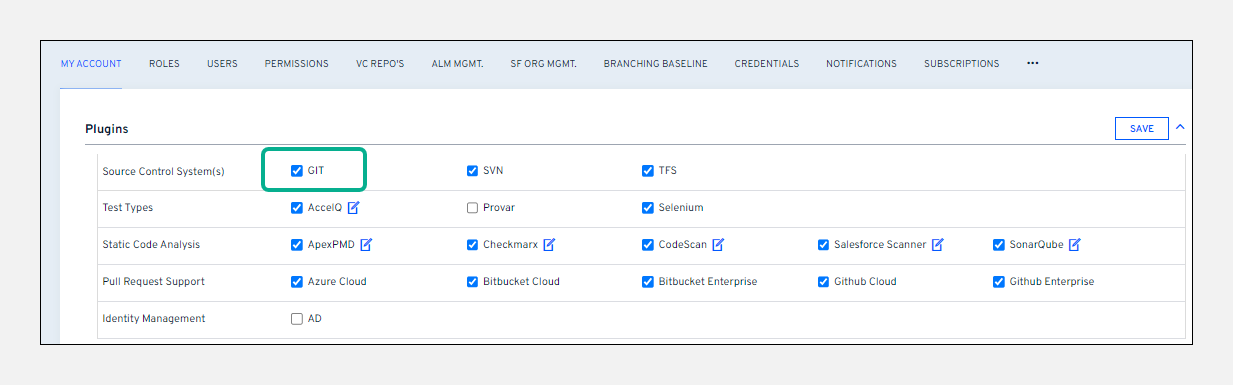 MY ACCOUNT ROLES USERS PERMISSIONS VC REPO'S ALM MGMT. SF ORG MGMT. BRANCHING BASELINE CREDENTIALS NOTIFICATIONS SUBSCRIPTIONS •••
Plugins SAVE
Source Control System(s) GIT SVN TFS
Test Types AccelQ Provar Selenium
Static Code Analysis ApexPMD Checkmarx CodeScan Salesforce Scanner SonarQube
Pull Request Support Azure Cloud Bitbucket Cloud Bitbucket Enterprise Github Cloud Github Enterprise
Identity Management AD